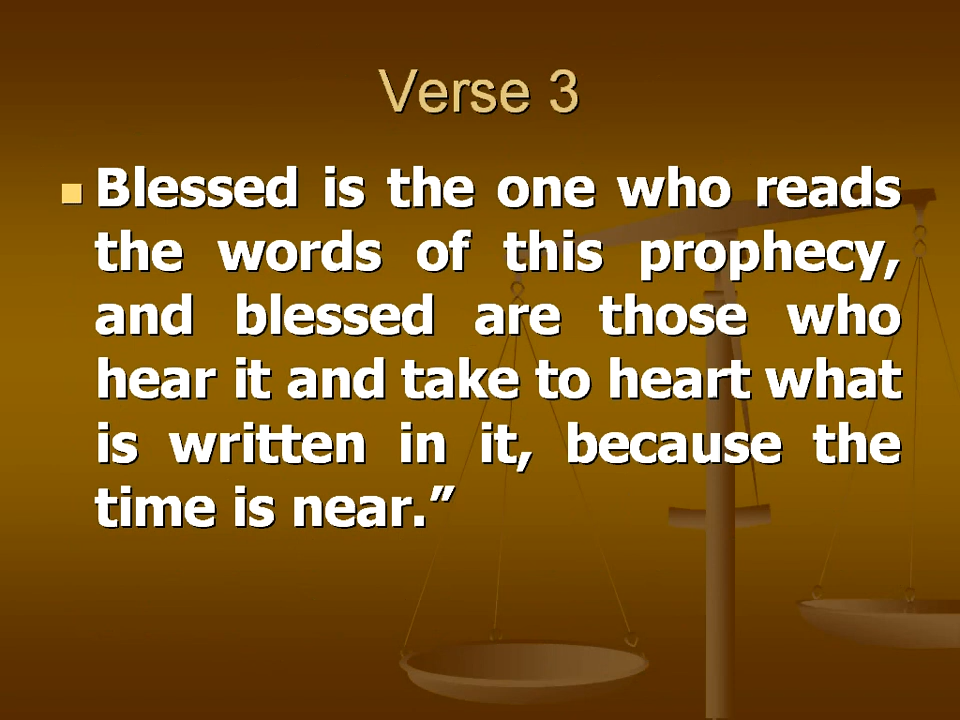 Verse 3
Blessed is the one who reads
the words of this prophecy,
and blessed are those who
hear it and take to heart what
is written in it, because the
time is near.”